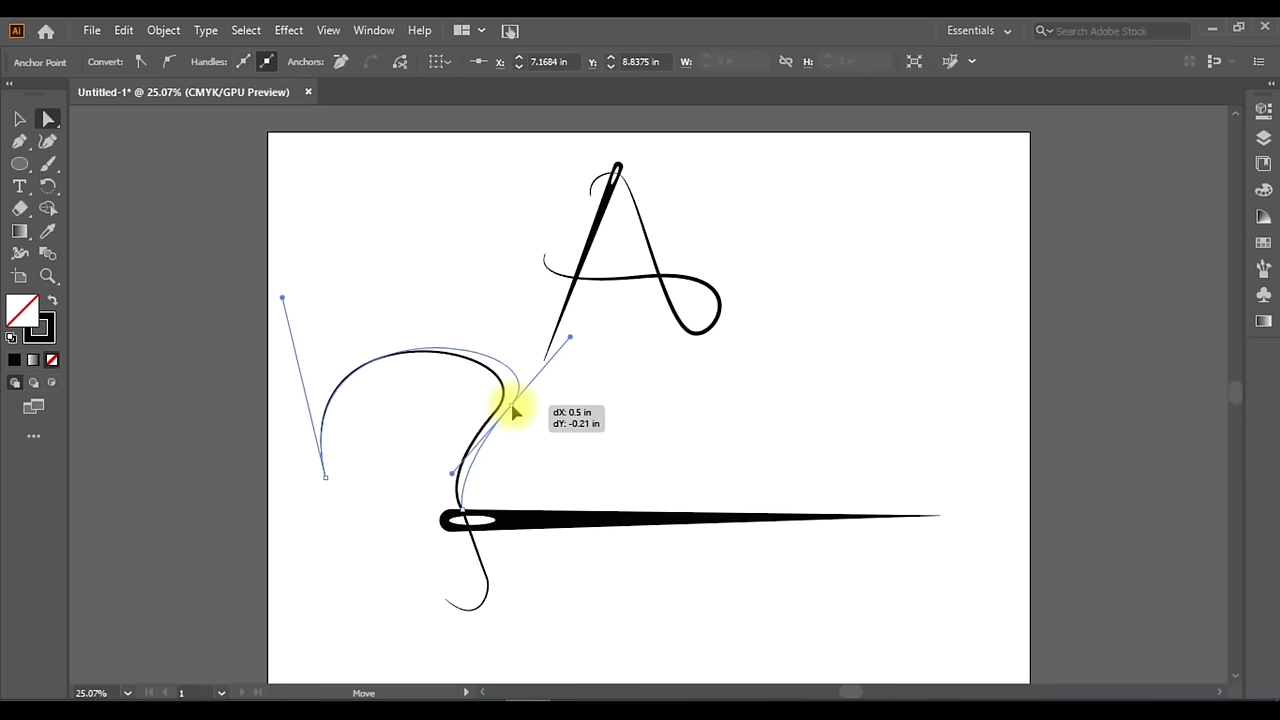 Ai File Edit Object Type Select Effect View Window Help Essentials Search Adobe Stock
Anchor Point Convert: Handles: Anchors: X: 7.1684 in Y: 8.8375 in W: H:
Untitled-1* @ 25.07% (CMYK/GPU Preview) ×
dX: 0.5 in
dY: -0.21 in
25.07% 1 Move